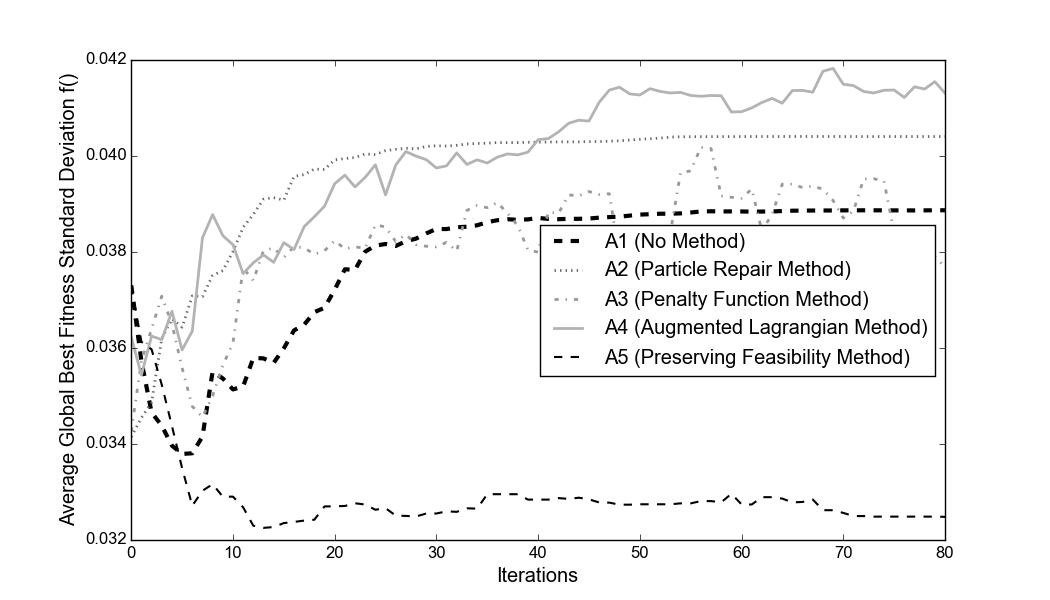 0.042
0.040
0.038
0.036
0.034
0.032
Average Global Best Fitness Standard Deviation f()
A1 (No Method)
A2 (Particle Repair Method)
A3 (Penalty Function Method)
A4 (Augmented Lagrangian Method)
A5 (Preserving Feasibility Method)
0 10 20 30 40 50 60 70 80
Iterations